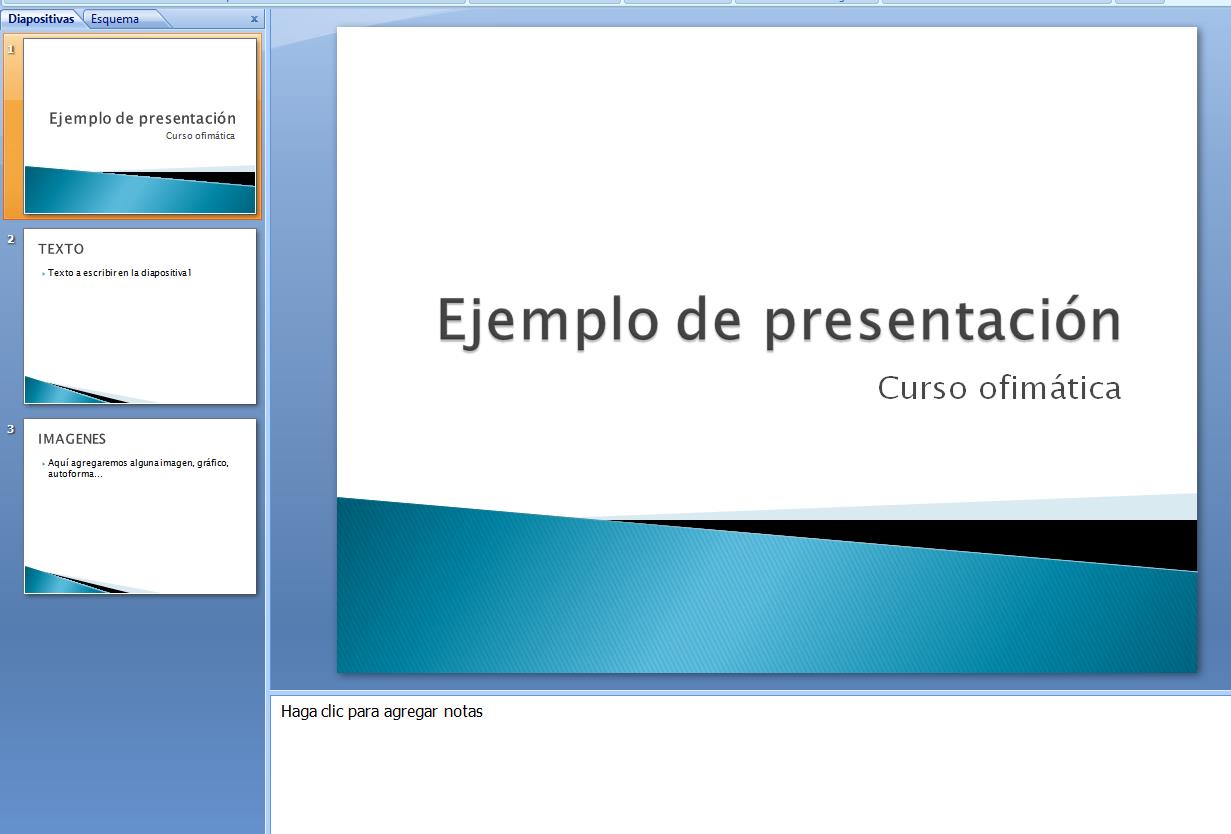 Diapositivas Esquema x
1
Ejemplo de presentación
Curso ofimática
2
TEXTO
Texto a escribir en la diapositiva1
3
IMAGENES
Aquí agregaremos alguna imagen, gráfico,
autoforma...
Ejemplo de presentación
Curso ofimática
Haga clic para agregar notas